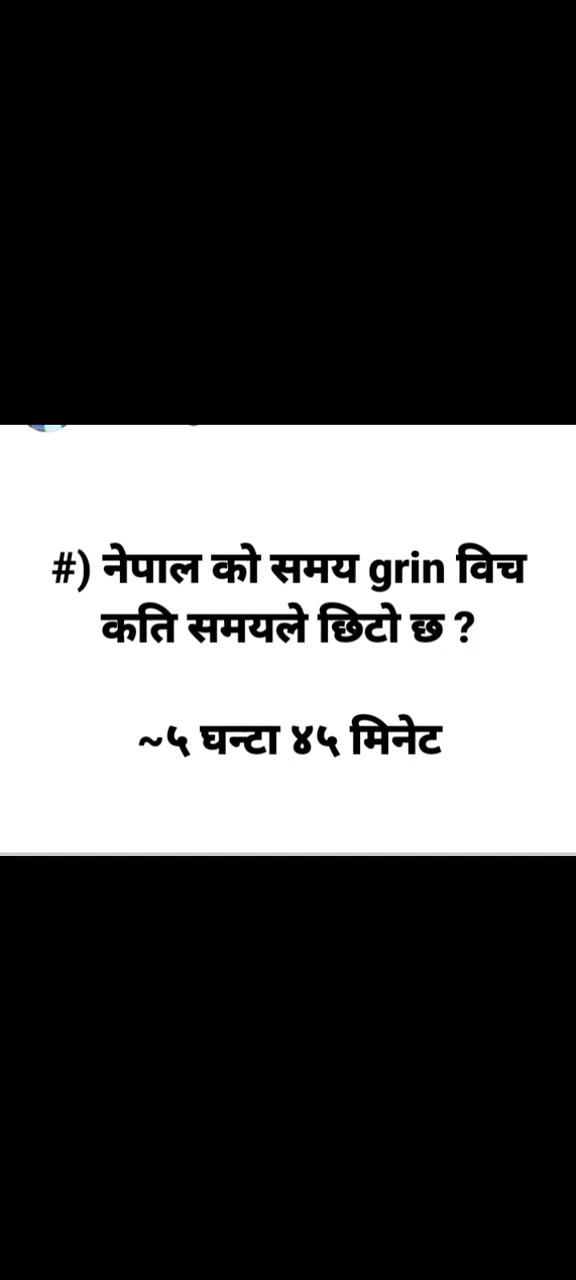 #) नेपाल को समय grin विच
कति समयले छिटो छ ?
~५ घन्टा ४५ मिनेट